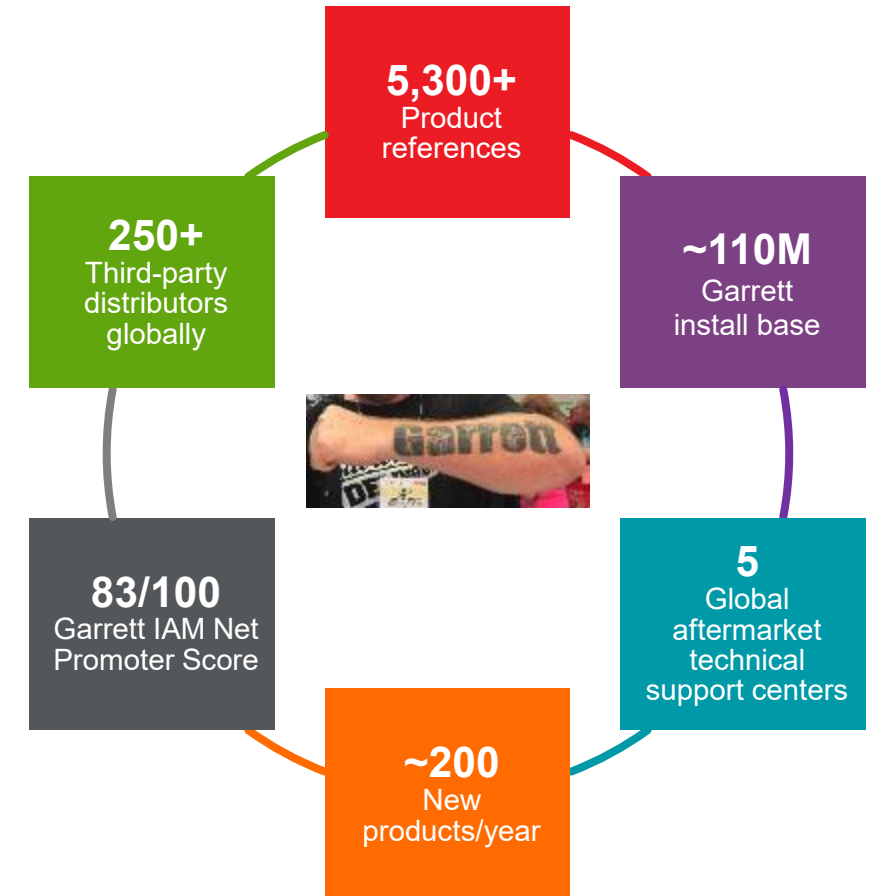 5,300+
Product
references
~110M
Garrett
install base
5
Global
aftermarket
technical
support centers
~200
New
products/year
83/100
Garrett IAM Net
Promoter Score
250+
Third-party
distributors
globally
Garrett